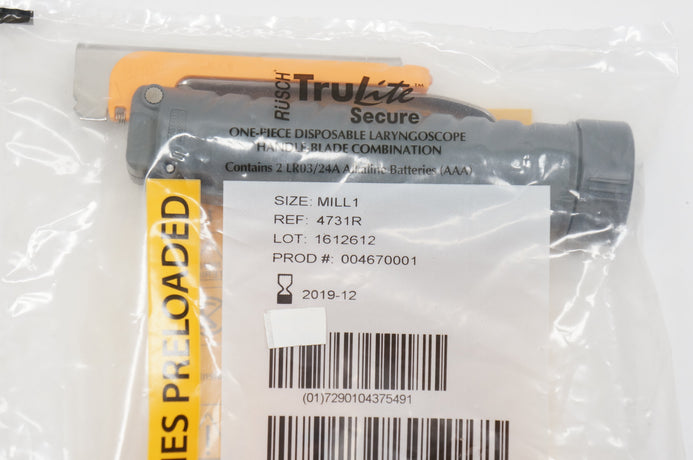 RÜSCH
TruLite™
Secure
ONE-PIECE DISPOSABLE LARYNGOSCOPE
HANDLE-BLADE COMBINATION
Contains 2 LR03/24A Alkaline Batteries (AAA)
SIZE: MILL1
REF: 4731R
LOT: 1612612
PROD #: 004670001
2019-12
(01)7290104375491
IES PRELOADED